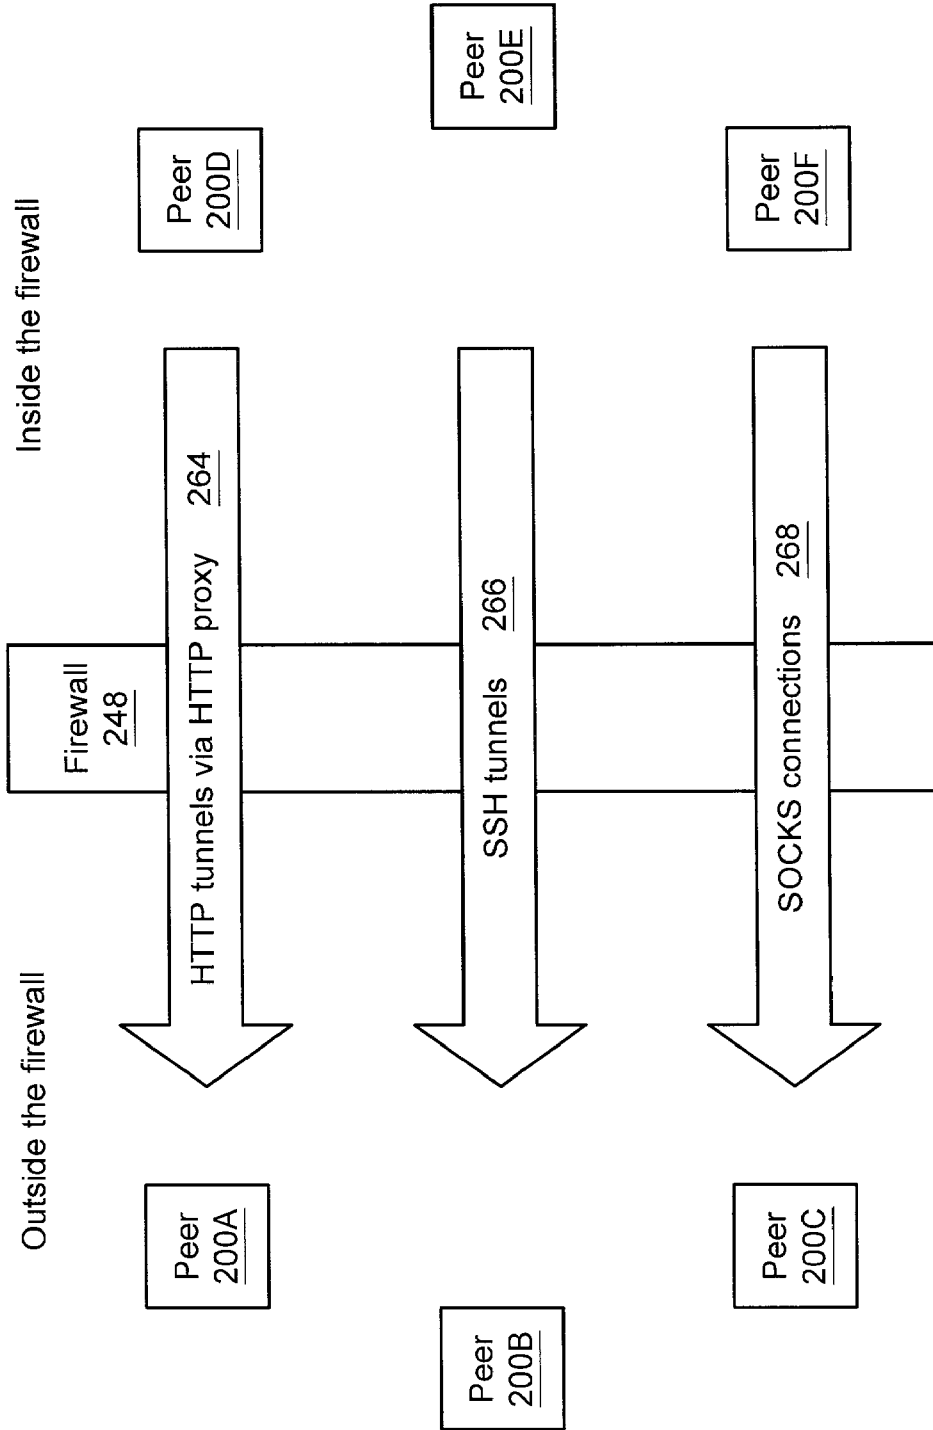 Outside the firewall
Inside the firewall
Firewall
248
Peer
200A
HTTP tunnels via HTTP proxy 264
Peer
200D
Peer
200B
SSH tunnels 266
Peer
200E
Peer
200C
SOCKS connections 268
Peer
200F